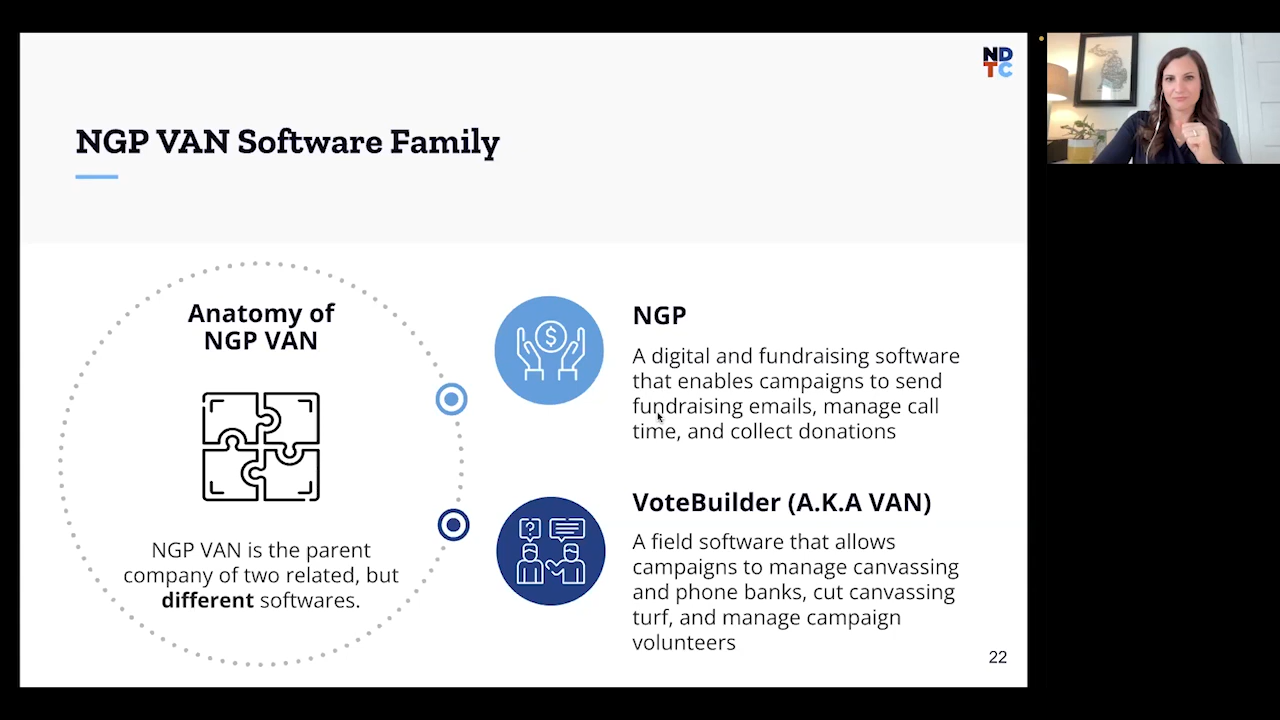 ND
TC
NGP VAN Software Family
Anatomy of
NGP VAN
NGP VAN is the parent
company of two related, but
different softwares.
$
NGP
A digital and fundraising software
that enables campaigns to send
fundraising emails, manage call
time, and collect donations
?
VoteBuilder (A.K.A VAN)
A field software that allows
campaigns to manage canvassing
and phone banks, cut canvassing
turf, and manage campaign
volunteers
22